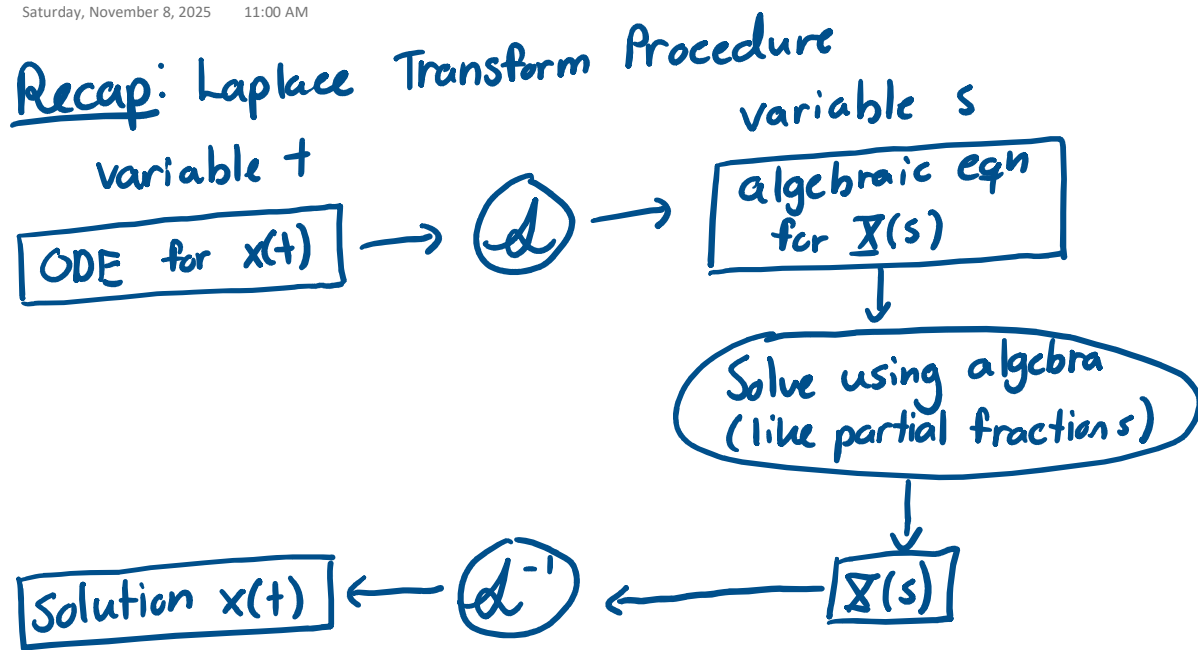 Saturday, November 8, 2025 11:00 AM
Recap: Laplace Transform Procedure
variable t
variable s
ODE for x(t)
ℒ
algebraic eqn
for X(s)
Solve using algebra
(like partial fractions)
X(s)
ℒ⁻¹
Solution x(t)